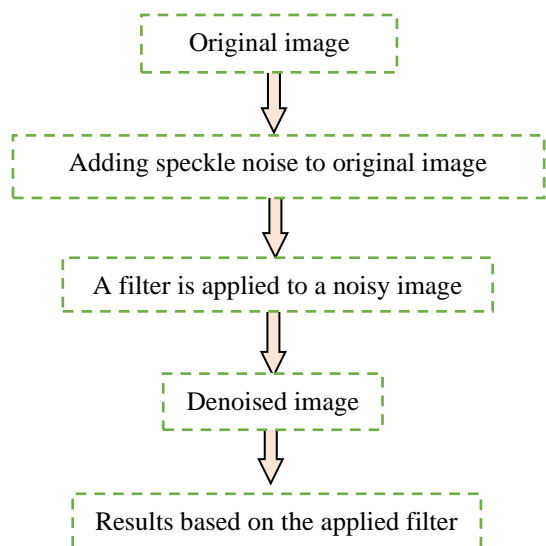 Original image
Adding speckle noise to original image
A filter is applied to a noisy image
Denoised image
Results based on the applied filter